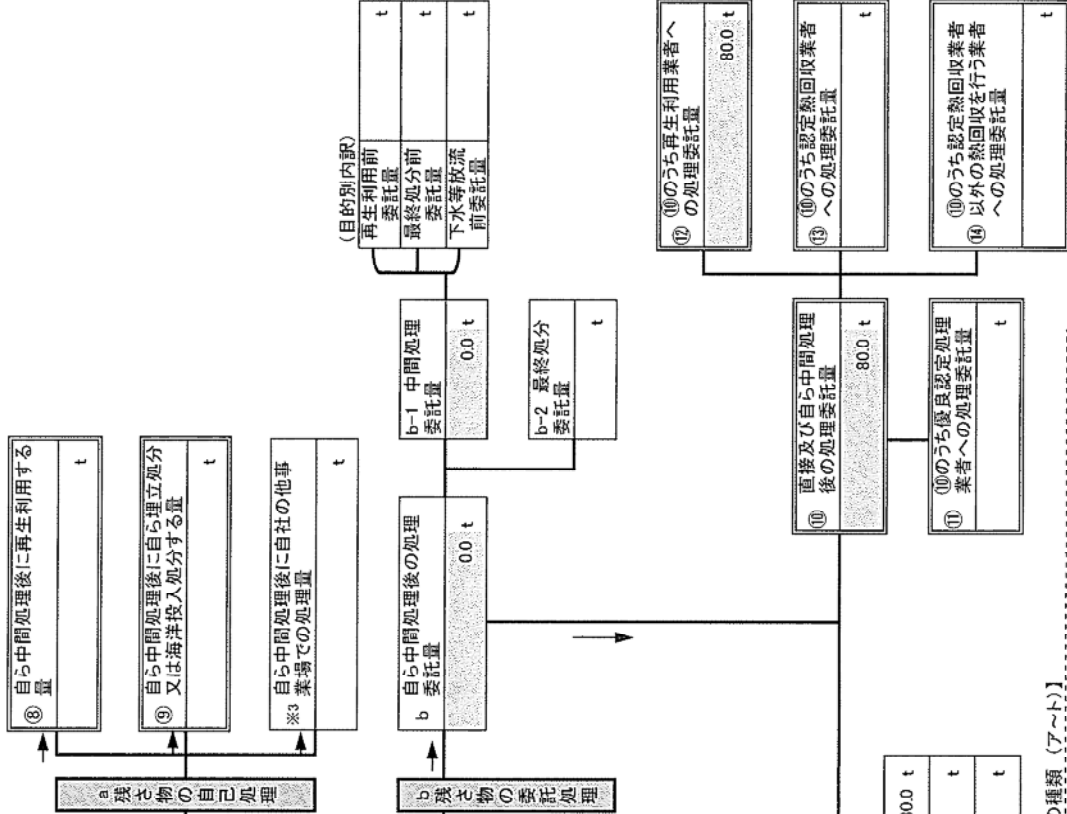 a 残さ物の自己処理
⑧ 自ら中間処理後に再生利用する
量
t
⑨ 自ら中間処理後に自ら埋立処分
又は海洋投入処分する量
t
※3 自ら中間処理後に自社の他事
業場での処理量
t
b 残さ物の委託処理
b 自ら中間処理後の処理
委託量
0.0 t
b-1 中間処理
委託量
0.0 t
b-2 最終処分
委託量
t
(目的別内訳)
再生利用前
委託量
t
最終処分前
委託量
t
下水等放流
前委託量
t
⑩ 直接及び自ら中間処理
後の処理委託量
80.0 t
⑪ ⑩のうち優良認定処理
業者への処理委託量
t
⑫ ⑩のうち再生利用業者へ
の処理委託量
80.0 t
⑬ ⑩のうち認定熱回収業者
への処理委託量
t
⑭ ⑩のうち認定熱回収業者
以外の熱回収を行う業者
への処理委託量
t
0.0 t
t
t
の種類 (ア~ト)】